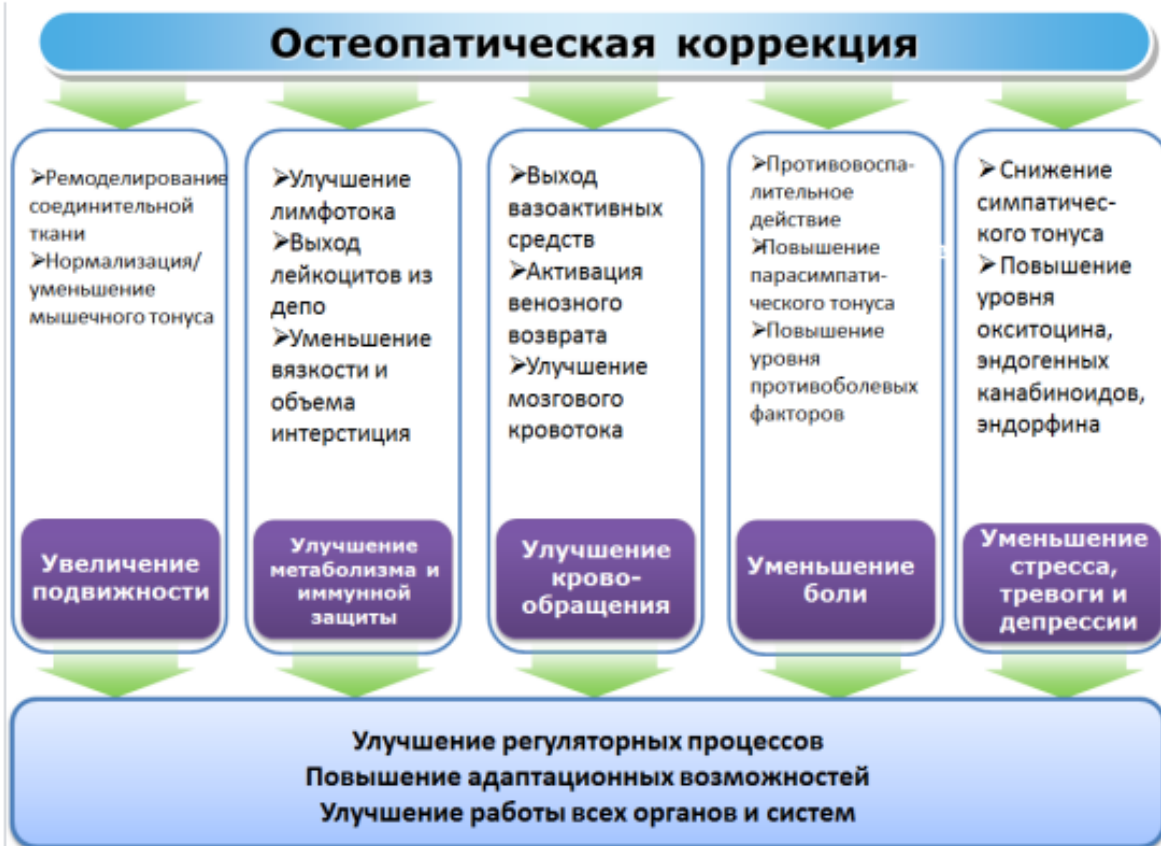 Остеопатическая коррекция
➢Ремоделирование
соединительной
ткани
➢Нормализация/
уменьшение
мышечного тонуса
Увеличение
подвижности
➢Улучшение
лимфотока
➢Выход
лейкоцитов из
депо
➢Уменьшение
вязкости и
объема
интерстиция
Улучшение
метаболизма и
иммунной
защиты
➢Выход
вазоактивных
средств
➢Активация
венозного
возврата
➢Улучшение
мозгового
кровотока
Улучшение
крово-
обращения
➢Противовоспа-
лительное
действие
➢Повышение
парасимпати-
ческого тонуса
➢Повышение
уровня
противоболевых
факторов
Уменьшение
боли
➢ Снижение
симпатичес-
кого тонуса
➢ Повышение
уровня
окситоцина,
эндогенных
канабиноидов,
эндорфина
Уменьшение
стресса,
тревоги и
депрессии
Улучшение регуляторных процессов
Повышение адаптационных возможностей
Улучшение работы всех органов и систем